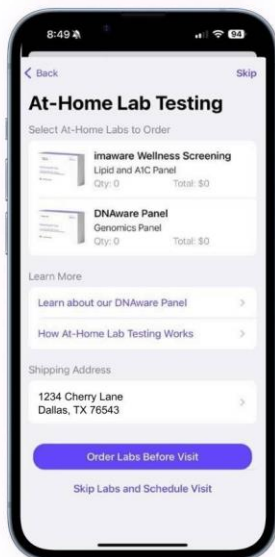 8:49
94
Back
Skip
At-Home Lab Testing
Select At-Home Labs to Order
imaware Wellness Screening
Lipid and A1C Panel
Qty: 0 Total: $0
DNAware Panel
Genomics Panel
Qty: 0 Total: $0
Learn More
Learn about our DNAware Panel
How At-Home Lab Testing Works
Shipping Address
1234 Cherry Lane
Dallas, TX 76543
Order Labs Before Visit
Skip Labs and Schedule Visit